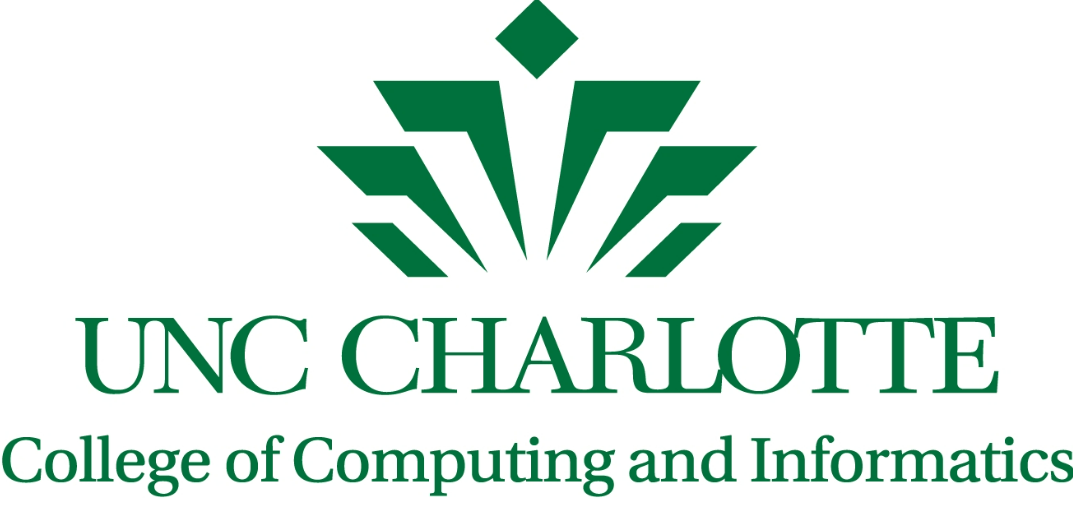 UNC CHARLOTTE
College of Computing and Informatics